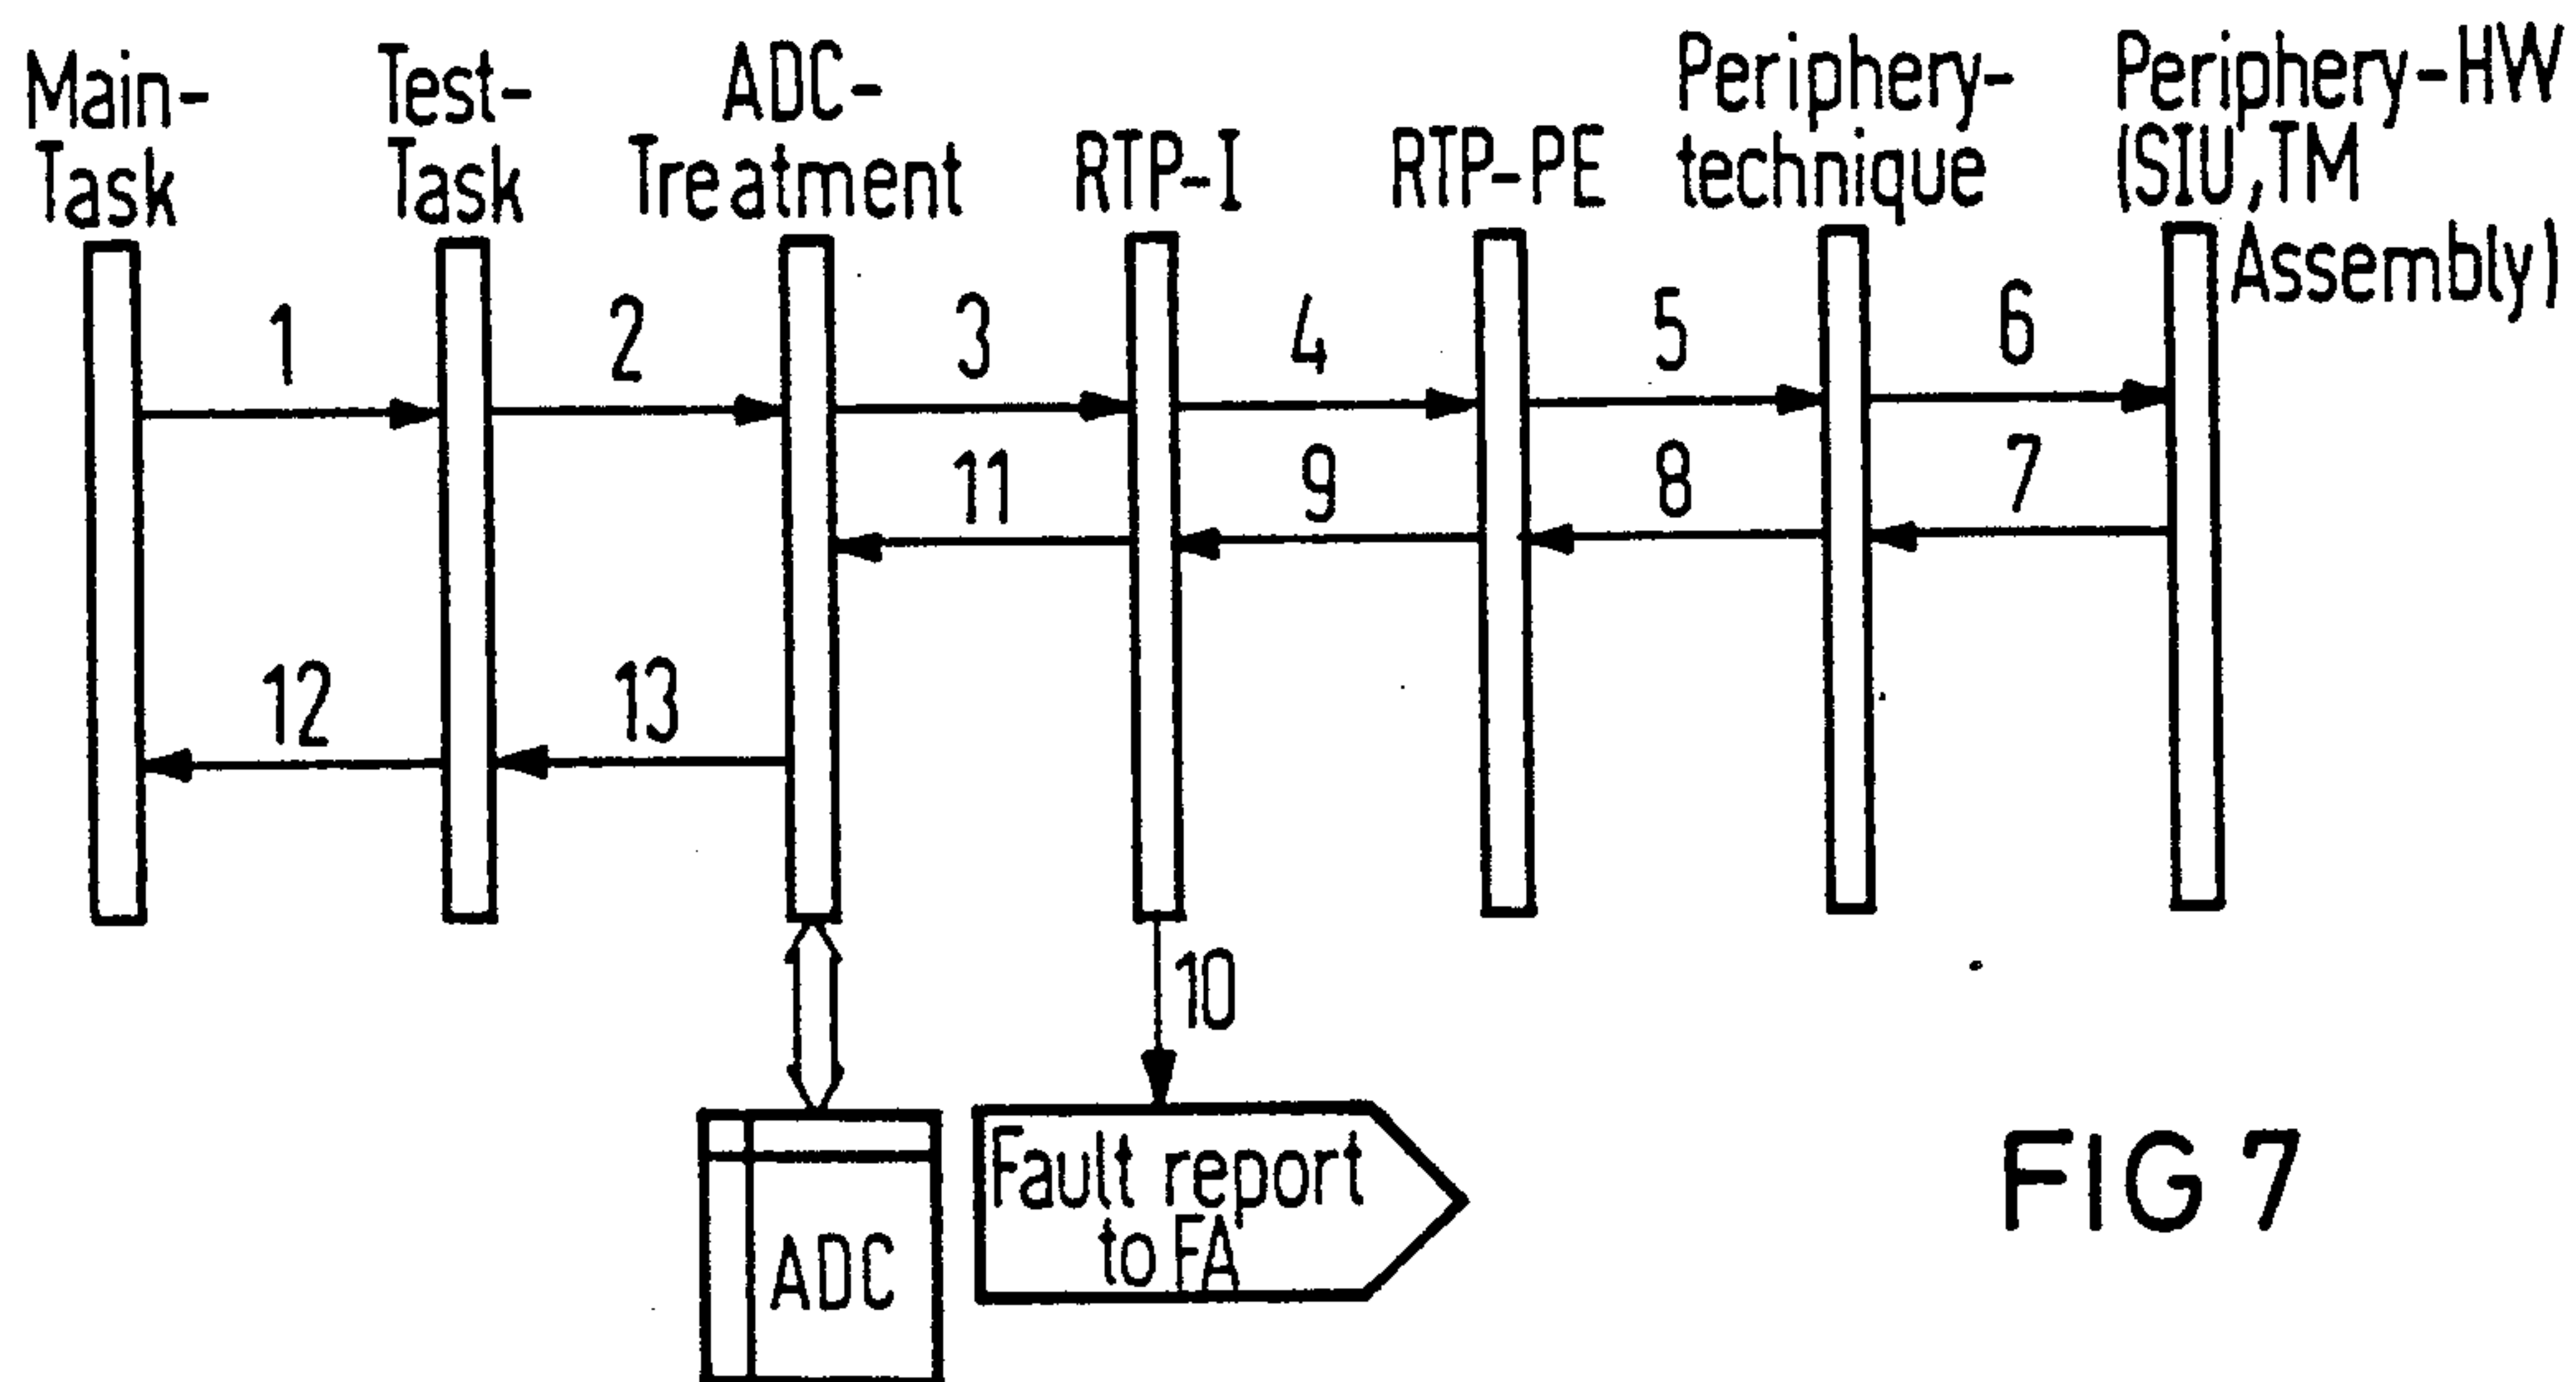 Main-
Task
Test-
Task
ADC-
Treatment
RTP-I
RTP-PE
Periphery-
technique
Periphery-HW
(SIU,TM
Assembly)
1
2
3
4
5
6
11
9
8
7
12
13
10
ADC
Fault report
to FA
FIG 7